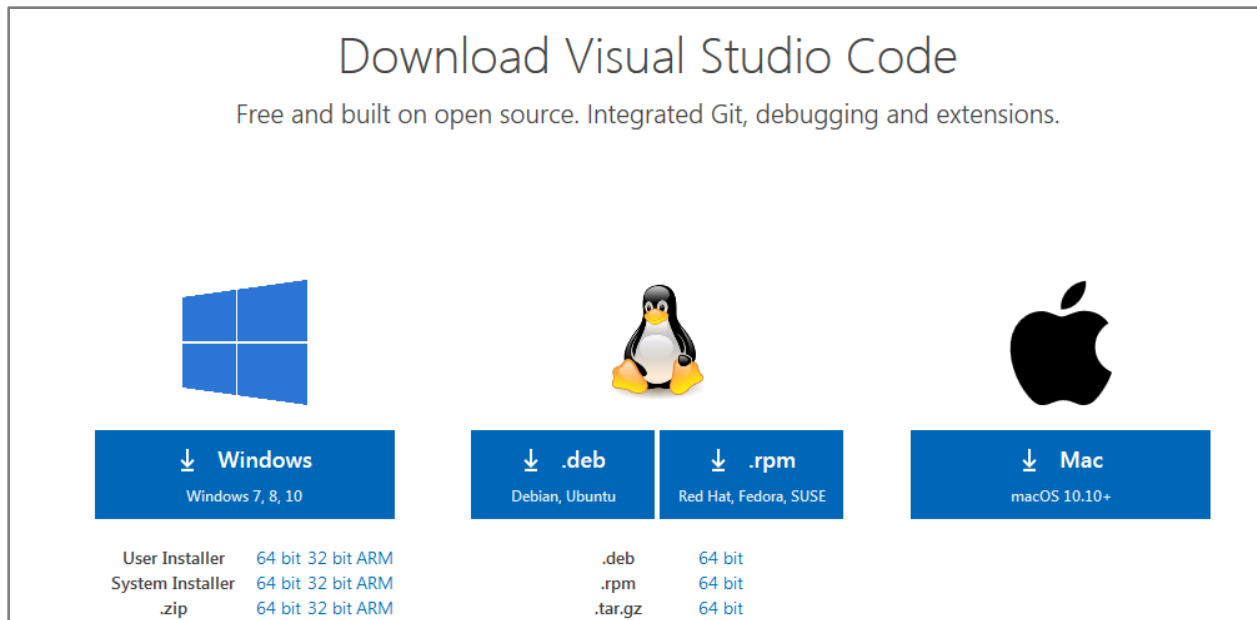 Download Visual Studio Code
Free and built on open source. Integrated Git, debugging and extensions.
Windows
Windows 7, 8, 10
.deb
Debian, Ubuntu
.rpm
Red Hat, Fedora, SUSE
Mac
macOS 10.10+
User Installer 64 bit 32 bit ARM
System Installer 64 bit 32 bit ARM
.zip 64 bit 32 bit ARM
.deb 64 bit
.rpm 64 bit
.tar.gz 64 bit